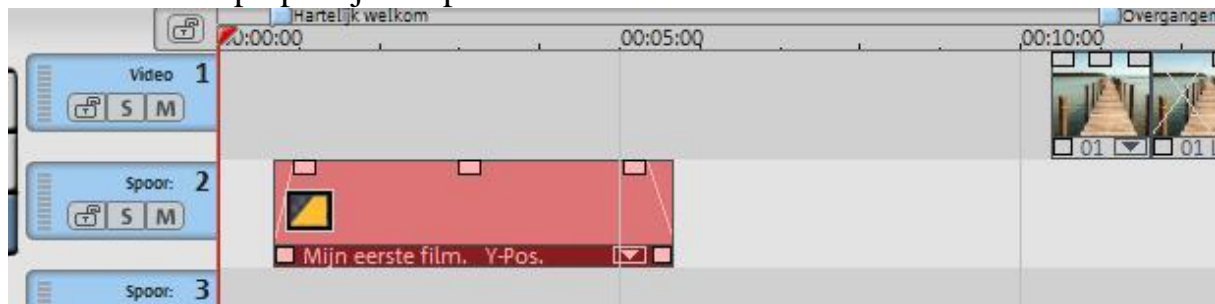 Hartelijk welkom Overgangen
00:00 00:05:00 00:10:00
Video 1
S M
01 01
Spoor: 2
S M
Mijn eerste film. Y-Pos.
Spoor: 3